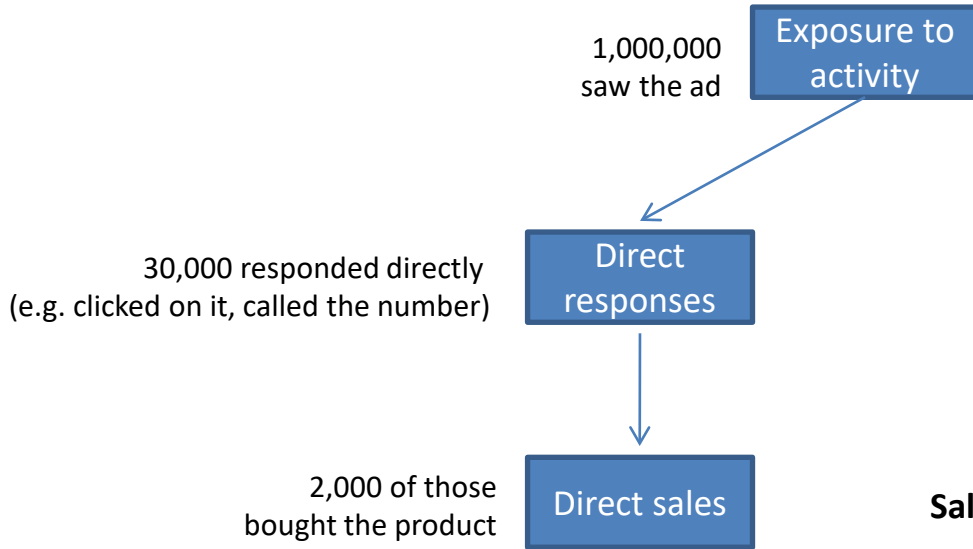 1,000,000
saw the ad
Exposure to
activity
30,000 responded directly
(e.g. clicked on it, called the number)
Direct
responses
2,000 of those
bought the product
Direct sales